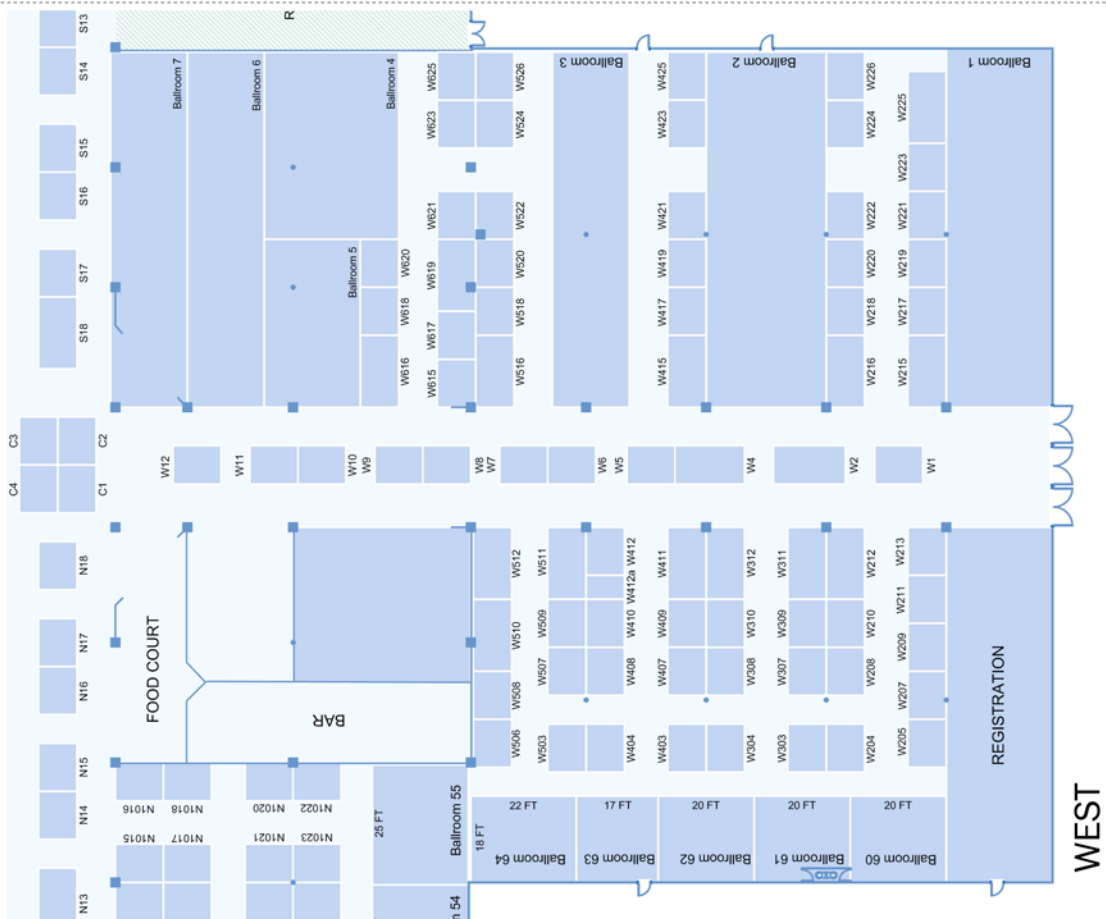 S13
S14
S15
S16
S17
S18
R
Ballroom 7
Ballroom 6
Ballroom 4
Ballroom 5
W620
W618
W616
W625
W623
W621
W619
W617
W615
W526
W524
W522
W520
W518
W516
Ballroom 3
W425
W423
W421
W419
W417
W415
Ballroom 2
W226
W224
W222
W220
W218
W216
W225
W223
W221
W219
W217
W215
Ballroom 1
C3
C2
C4
C1
W12
W11
W10
W9
W8
W7
W6
W5
W4
W2
W1
N18
N17
N16
N15
N14
N13
FOOD COURT
BAR
W512
W510
W508
W506
W511
W509
W507
W503
W412
W412a
W410
W408
W404
W411
W409
W407
W403
W312
W310
W308
W304
W311
W309
W307
W303
W212
W210
W208
W204
W213
W211
W209
W207
W205
REGISTRATION
N1016
N1018
N1020
N1022
N1015
N1017
N1021
N1023
25 FT
Ballroom 55
n 54
18 FT
22 FT
Ballroom 64
17 FT
Ballroom 63
20 FT
Ballroom 62
20 FT
Ballroom 61
20 FT
Ballroom 60
WEST